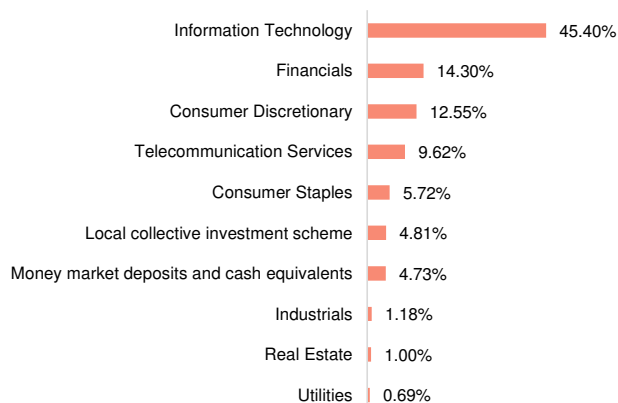 Information Technology 45.40%
Financials 14.30%
Consumer Discretionary 12.55%
Telecommunication Services 9.62%
Consumer Staples 5.72%
Local collective investment scheme 4.81%
Money market deposits and cash equivalents 4.73%
Industrials 1.18%
Real Estate 1.00%
Utilities 0.69%